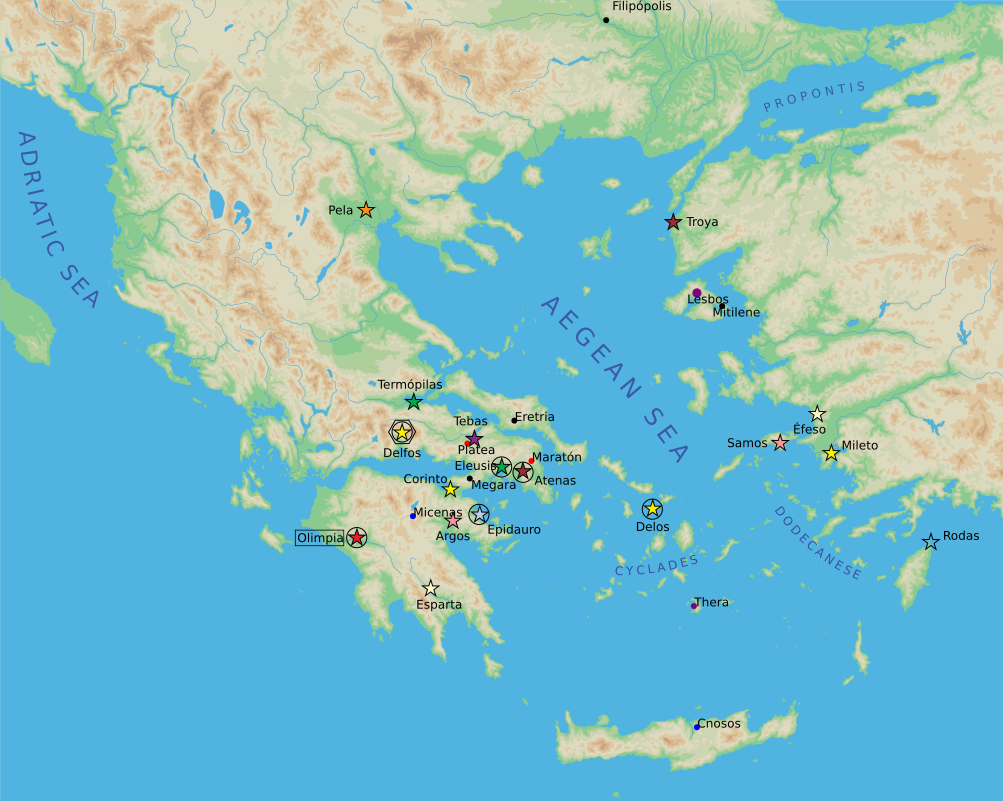 Filipópolis
PROPONTIS
ADRIATIC SEA
Pela
Troya
Lesbos
Mitilene
AEGEAN SEA
Termópilas
Eretria
Tebas
Éfeso
Delfos
Platea
Samos
Mileto
Maratón
Eleusis
Corinto
Megara
Atenas
Micenas
Epidauro
Delos
Argos
Olimpia
DODECANESE
Rodas
CYCLADES
Esparta
Thera
Cnosos